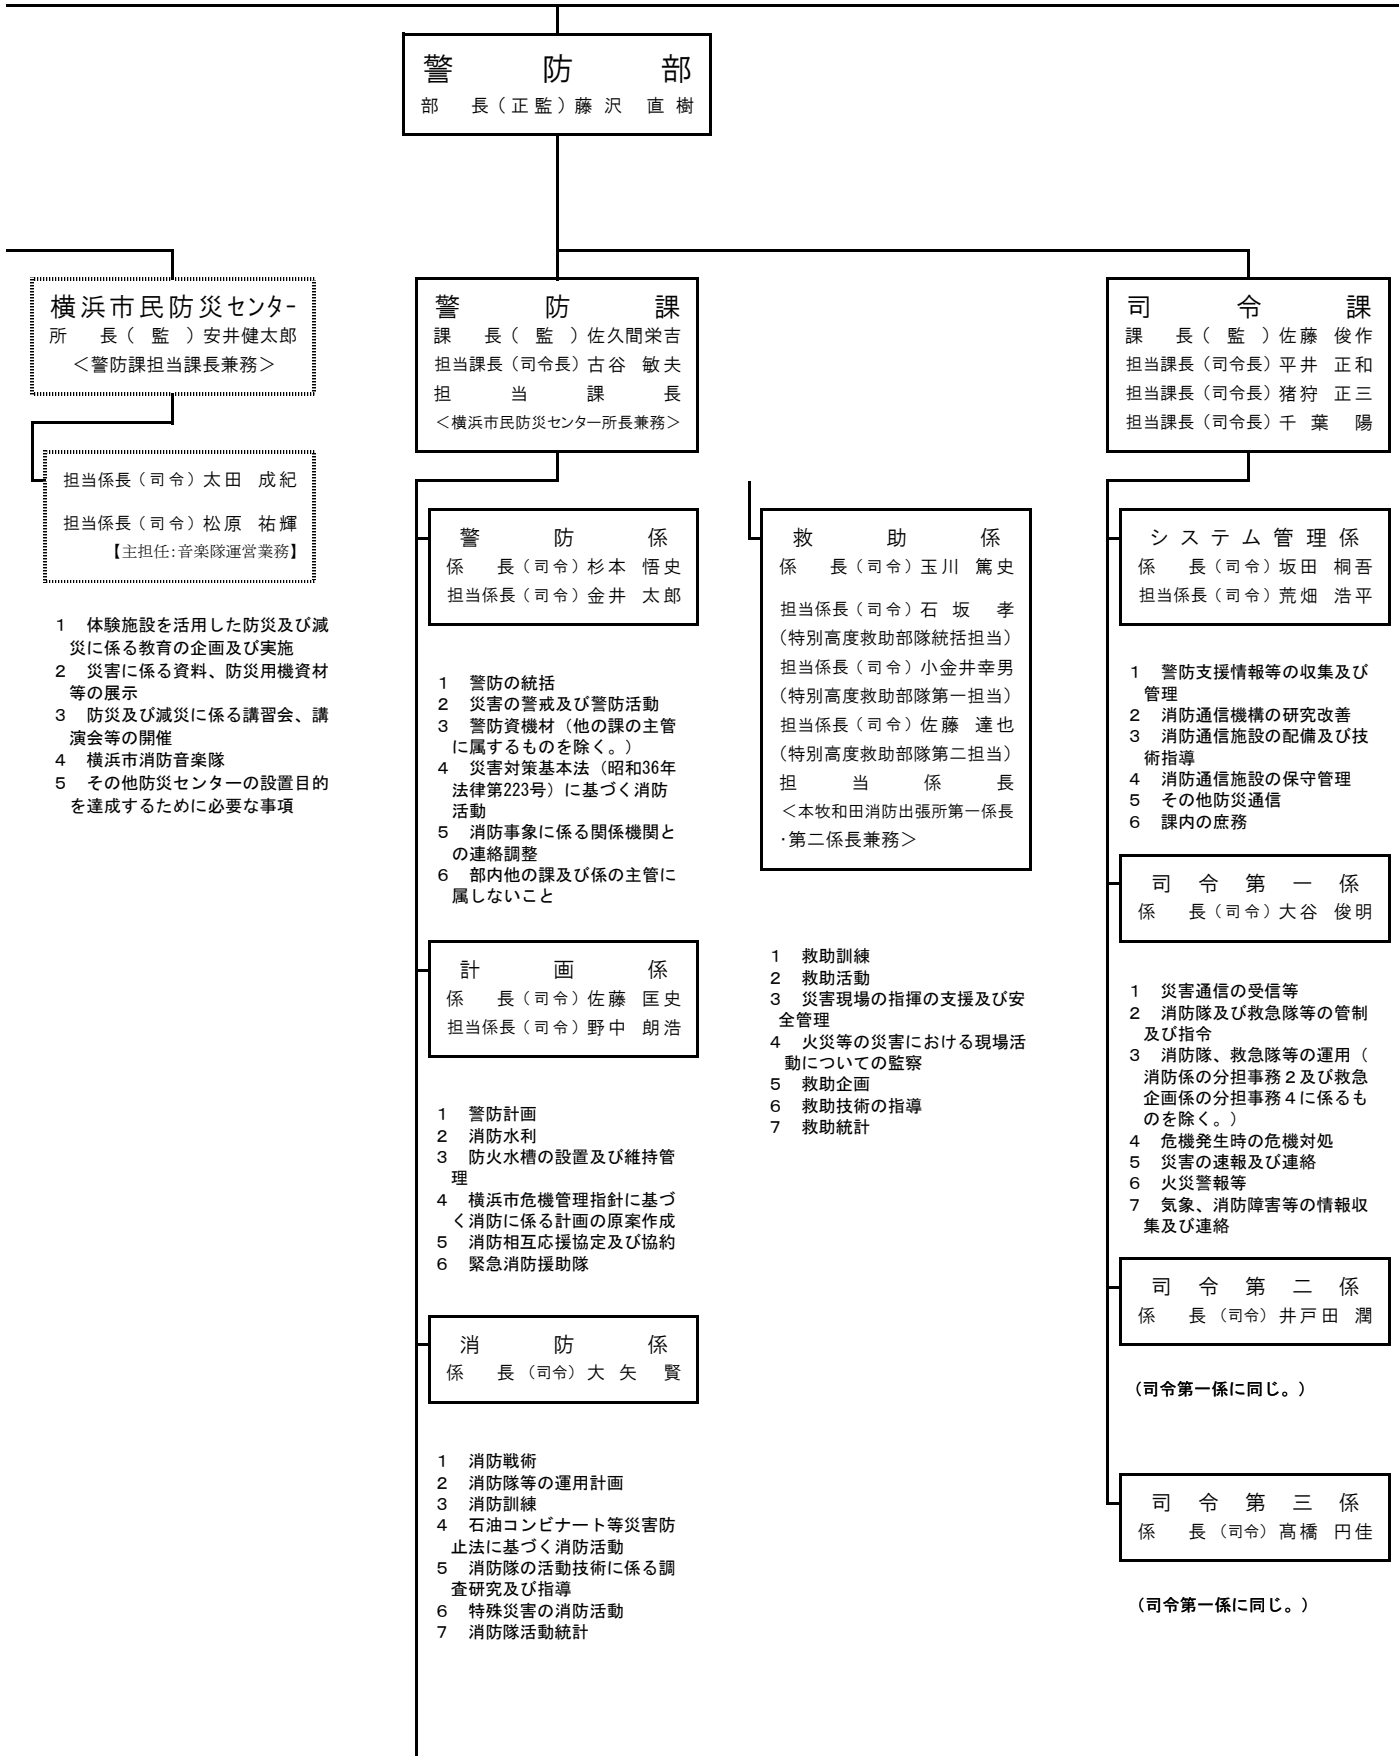 警防部
部　長（正監）藤沢　直樹
横浜市民防災センター
所　長（　監　）安井健太郎
＜警防課担当課長兼務＞
担当係長（司令）太田　成紀
担当係長（司令）松原　祐輝
【主担任：音楽隊運営業務】
1　体験施設を活用した防災及び減
災に係る教育の企画及び実施
2　災害に係る資料、防災用機資材
等の展示
3　防災及び減災に係る講習会、講
演会等の開催
4　横浜市消防音楽隊
5　その他防災センターの設置目的
を達成するために必要な事項
警防課
課　長（　監　）佐久間栄吉
担当課長（司令長）古谷　敏夫
担当課長
＜横浜市民防災センター所長兼務＞
警防係
係　長（司令）杉本　悟史
担当係長（司令）金井　太郎
1　警防の統括
2　災害の警戒及び警防活動
3　警防資機材（他の課の主管
に属するものを除く。）
4　災害対策基本法（昭和36年
法律第223号）に基づく消防
活動
5　消防事象に係る関係機関と
の連絡調整
6　部内他の課及び係の主管に
属しないこと
計画係
係　長（司令）佐藤　匡史
担当係長（司令）野中　朗浩
1　警防計画
2　消防水利
3　防火水槽の設置及び維持管
理
4　横浜市危機管理指針に基づ
く消防に係る計画の原案作成
5　消防相互応援協定及び協約
6　緊急消防援助隊
消防係
係　長（司令）大矢　賢
1　消防戦術
2　消防隊等の運用計画
3　消防訓練
4　石油コンビナート等災害防
止法に基づく消防活動
5　消防隊の活動技術に係る調
査研究及び指導
6　特殊災害の消防活動
7　消防隊活動統計
救助係
係　長（司令）玉川　篤史
担当係長（司令）石坂　孝
（特別高度救助部隊統括担当）
担当係長（司令）小金井幸男
（特別高度救助部隊第一担当）
担当係長（司令）佐藤　達也
（特別高度救助部隊第二担当）
担当係長
＜本牧和田消防出張所第一係長
・第二係長兼務＞
1　救助訓練
2　救助活動
3　災害現場の指揮の支援及び安
全管理
4　火災等の災害における現場活
動についての監察
5　救助企画
6　救助技術の指導
7　救助統計
司令課
課　長（　監　）佐藤　俊作
担当課長（司令長）平井　正和
担当課長（司令長）猪狩　正三
担当課長（司令長）千葉　陽
システム管理係
係　長（司令）坂田　桐吾
担当係長（司令）荒畑　浩平
1　警防支援情報等の収集及び
管理
2　消防通信機構の研究改善
3　消防通信施設の配備及び技
術指導
4　消防通信施設の保守管理
5　その他防災通信
6　課内の庶務
司令第一係
係　長（司令）大谷　俊明
1　災害通信の受信等
2　消防隊及び救急隊等の管制
及び指令
3　消防隊、救急隊等の運用（
消防係の分担事務２及び救急
企画係の分担事務４に係るも
のを除く。）
4　危機発生時の危機対処
5　災害の速報及び連絡
6　火災警報等
7　気象、消防障害等の情報収
集及び連絡
司令第二係
係　長（司令）井戸田　潤
（司令第一係に同じ。）
司令第三係
係　長（司令）髙橋　円佳
（司令第一係に同じ。）